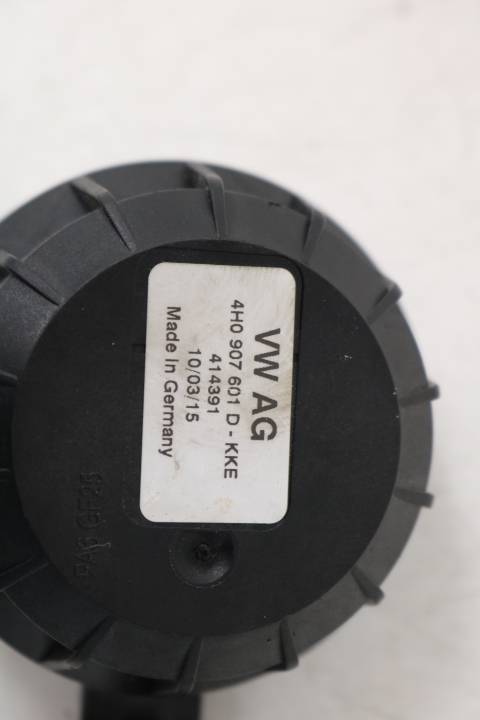 VW AG
4H0 907 601 D - KKE
414391
10/03/15
Made In Germany